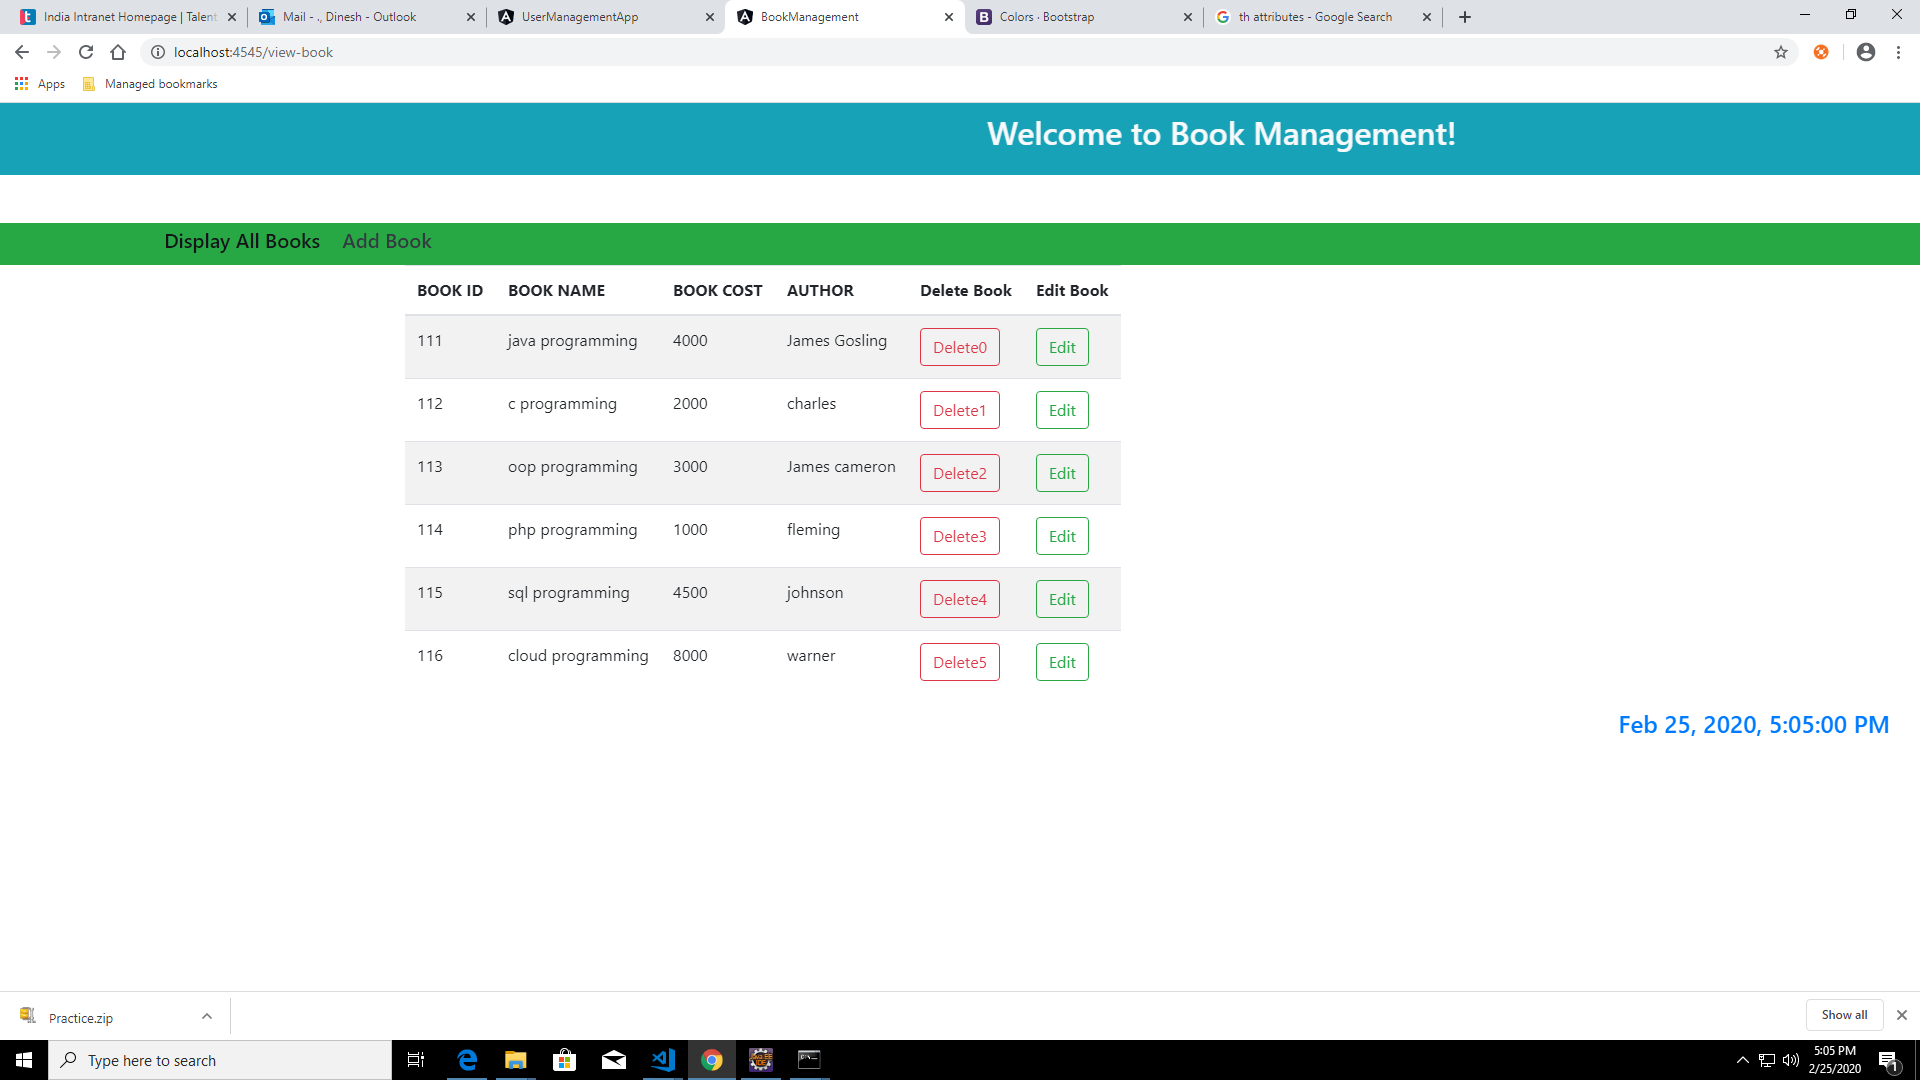 India Intranet Homepage | Talent
Mail - ., Dinesh - Outlook
UserManagementApp
BookManagement
Colors · Bootstrap
th attributes - Google Search
localhost:4545/view-book
Apps
Managed bookmarks
Welcome to Book Management!
Display All Books Add Book
BOOK ID BOOK NAME BOOK COST AUTHOR Delete Book Edit Book
111 java programming 4000 James Gosling Delete0 Edit
112 c programming 2000 charles Delete1 Edit
113 oop programming 3000 James cameron Delete2 Edit
114 php programming 1000 fleming Delete3 Edit
115 sql programming 4500 johnson Delete4 Edit
116 cloud programming 8000 warner Delete5 Edit
Feb 25, 2020, 5:05:00 PM
Practice.zip
Show all
Type here to search
5:05 PM
2/25/2020
1